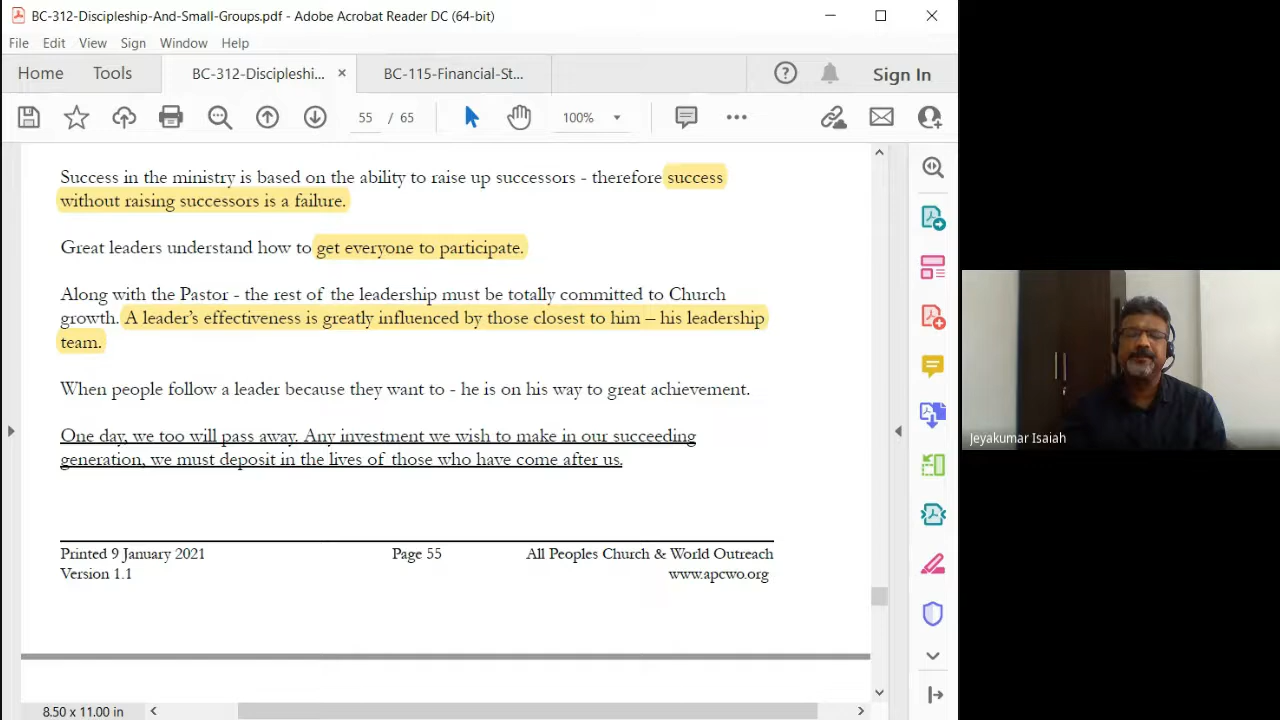 BC-312-Discipleship-And-Small-Groups.pdf - Adobe Acrobat Reader DC (64-bit)
File Edit View Sign Window Help
Home Tools BC-312-Discipleshi... × BC-115-Financial-St... ? Sign In
55 / 65 100%
Success in the ministry is based on the ability to raise up successors - therefore success
without raising successors is a failure.
Great leaders understand how to get everyone to participate.
Along with the Pastor - the rest of the leadership must be totally committed to Church
growth. A leader's effectiveness is greatly influenced by those closest to him – his leadership
team.
When people follow a leader because they want to - he is on his way to great achievement.
One day, we too will pass away. Any investment we wish to make in our succeeding
generation, we must deposit in the lives of those who have come after us.
Printed 9 January 2021 Page 55 All Peoples Church & World Outreach
Version 1.1 www.apcwo.org
8.50 x 11.00 in
Jeyakumar Isaiah